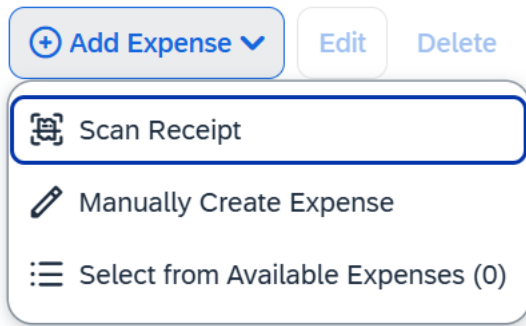 Add Expense Edit Delete
Scan Receipt
Manually Create Expense
Select from Available Expenses (0)